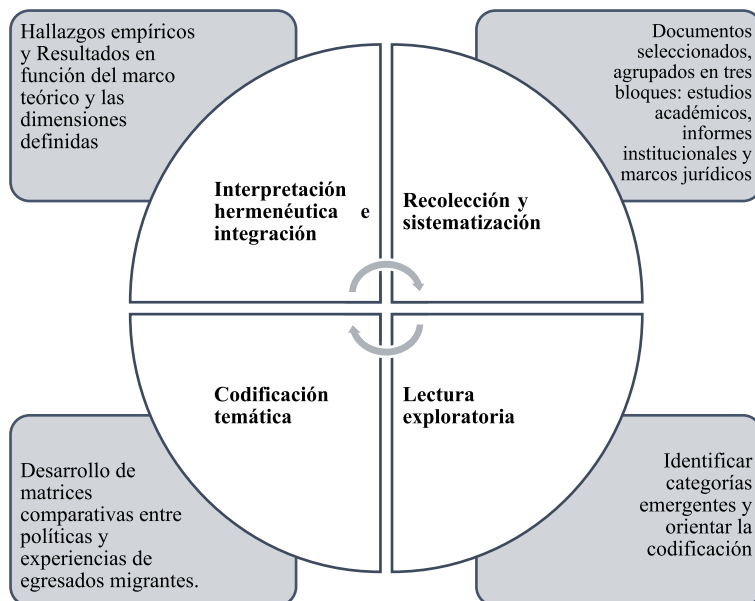 Hallazgos empíricos
y Resultados en
función del marco
teórico y las
dimensiones
definidas
Documentos
seleccionados,
agrupados en tres
bloques: estudios
académicos,
informes
institucionales y
marcos jurídicos
Interpretación
hermenéutica e
integración
Recolección y
sistematización
Codificación
temática
Lectura
exploratoria
Desarrollo de
matrices
comparativas entre
políticas y
experiencias de
egresados migrantes.
Identificar
categorías
emergentes y
orientar la
codificación